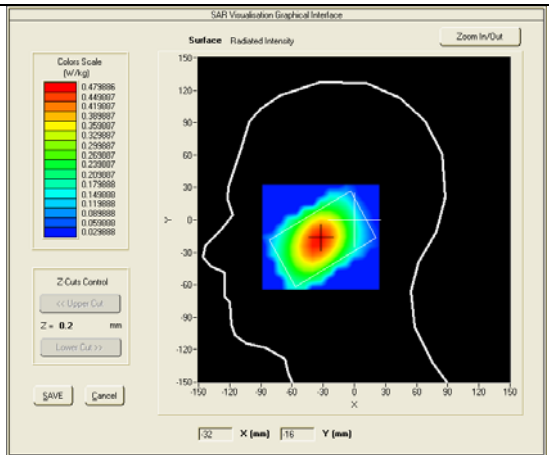 SAR Visualisation Graphical Interface
Surface Radiated Intensity
Zoom In/Out
Colors Scale
(W/kg)
0.479886
0.449887
0.419887
0.389887
0.359887
0.329887
0.299887
0.269887
0.239887
0.209887
0.179888
0.149888
0.119888
0.089888
0.059888
0.029888
Z Cuts Control
<< Upper Cut
Z = 0.2 mm
Lower Cut >>
SAVE Cancel
150
120
90
60
30
0
-30
-60
-90
-120
-150
Y
-150 -120 -90 -60 -30 0 30 60 90 120 150
X
-32 X (mm) -16 Y (mm)